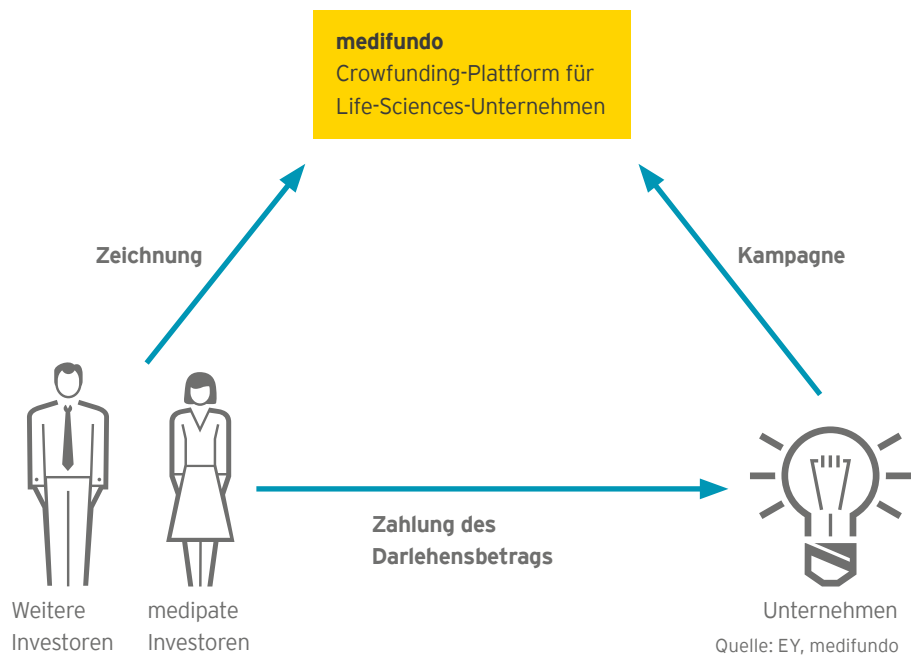 medifundo
Crowfunding-Plattform für
Life-Sciences-Unternehmen
Zeichnung
Kampagne
Zahlung des
Darlehensbetrags
Weitere
Investoren
medipate
Investoren
Unternehmen
Quelle: EY, medifundo